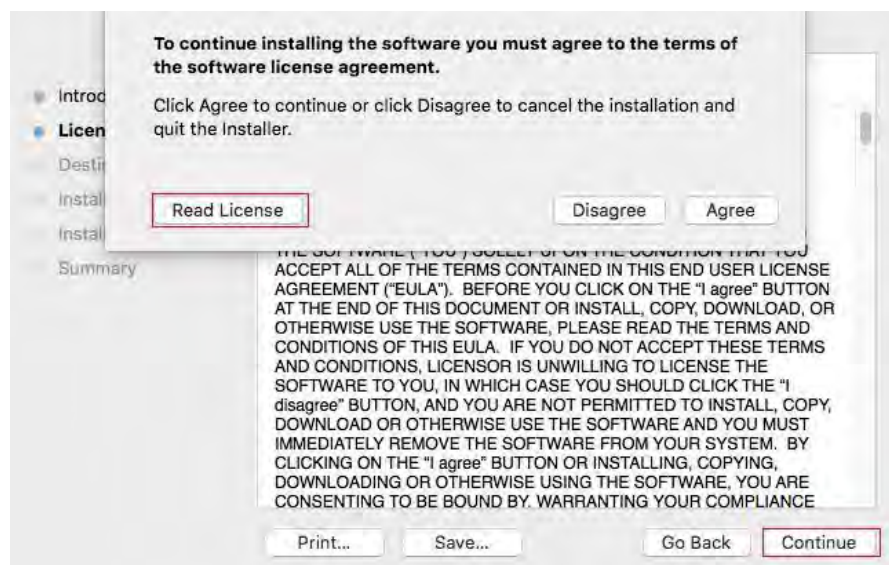 To continue installing the software you must agree to the terms of
the software license agreement.
Click Agree to continue or click Disagree to cancel the installation and
quit the Installer.
Read License
Disagree
Agree
Introd
Licen
Desti
Instal
Instal
Summary
ACCEPT ALL OF THE TERMS CONTAINED IN THIS END USER LICENSE
AGREEMENT (“EULA”).  BEFORE YOU CLICK ON THE “I agree” BUTTON
AT THE END OF THIS DOCUMENT OR INSTALL, COPY, DOWNLOAD, OR
OTHERWISE USE THE SOFTWARE, PLEASE READ THE TERMS AND
CONDITIONS OF THIS EULA.  IF YOU DO NOT ACCEPT THESE TERMS
AND CONDITIONS, LICENSOR IS UNWILLING TO LICENSE THE
SOFTWARE TO YOU, IN WHICH CASE YOU SHOULD CLICK THE “I
disagree” BUTTON, AND YOU ARE NOT PERMITTED TO INSTALL, COPY,
DOWNLOAD OR OTHERWISE USE THE SOFTWARE AND YOU MUST
IMMEDIATELY REMOVE THE SOFTWARE FROM YOUR SYSTEM.  BY
CLICKING ON THE “I agree” BUTTON OR INSTALLING, COPYING,
DOWNLOADING OR OTHERWISE USING THE SOFTWARE, YOU ARE
CONSENTING TO BE BOUND BY. WARRANTING YOUR COMPLIANCE
Print...
Save...
Go Back
Continue